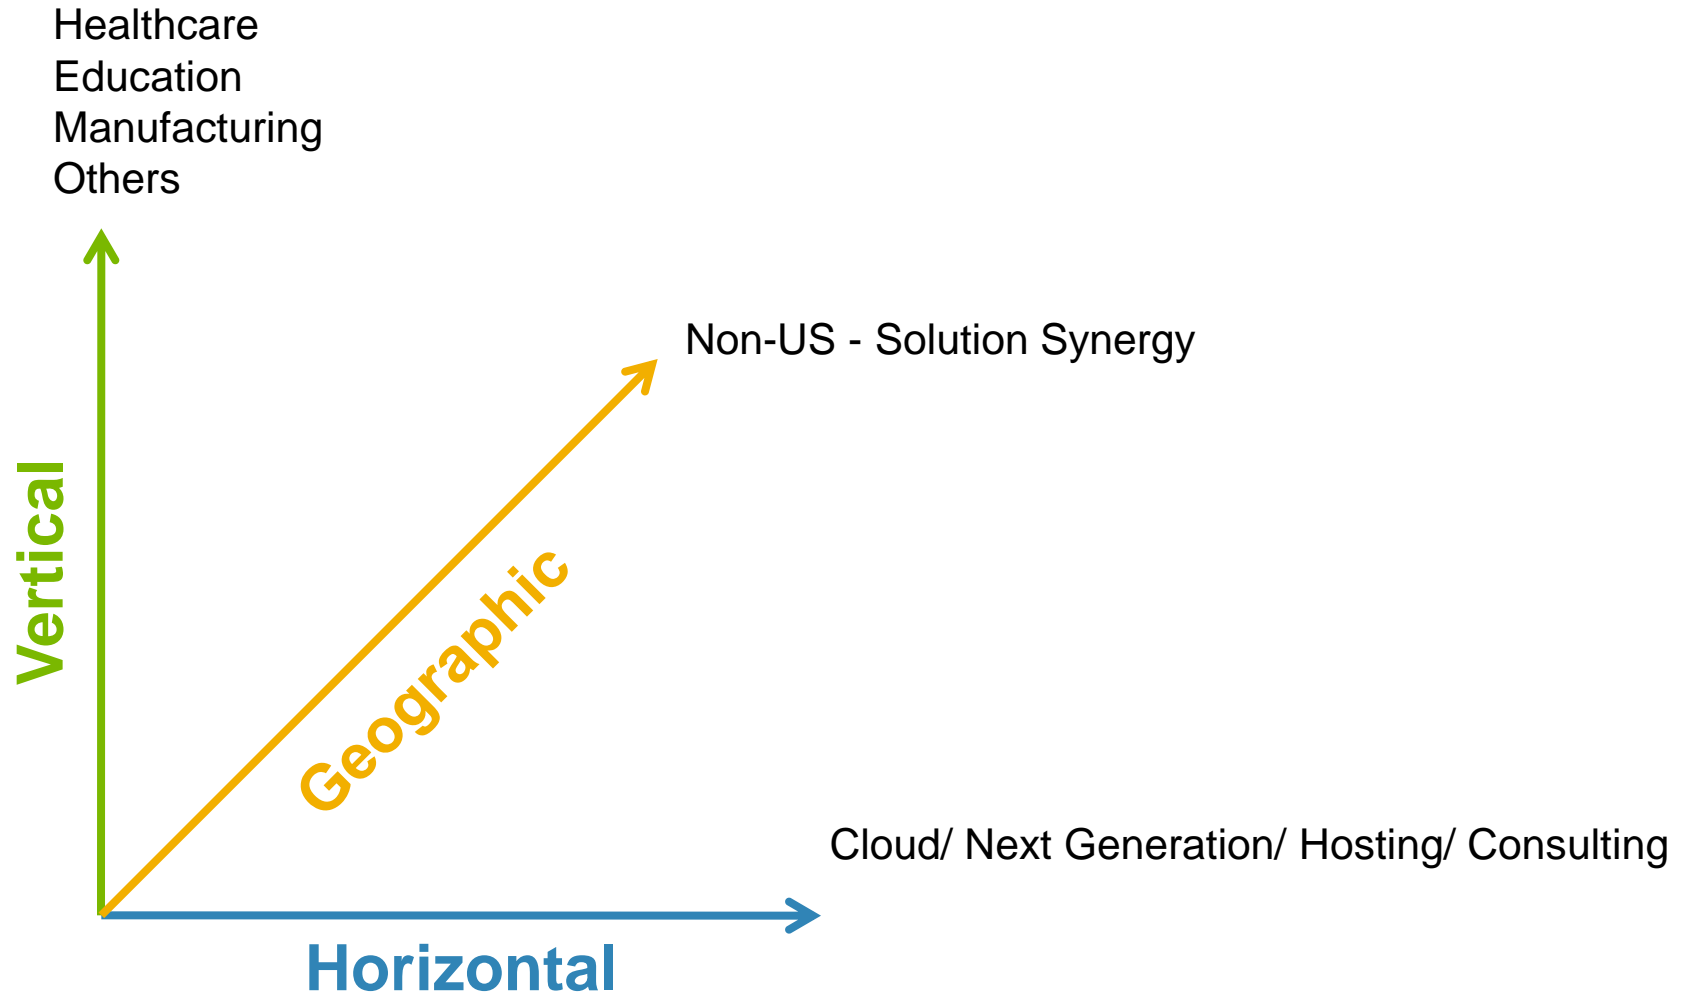 Healthcare
Education
Manufacturing
Others
Non-US - Solution Synergy
Vertical
Geographic
Cloud/ Next Generation/ Hosting/ Consulting
Horizontal